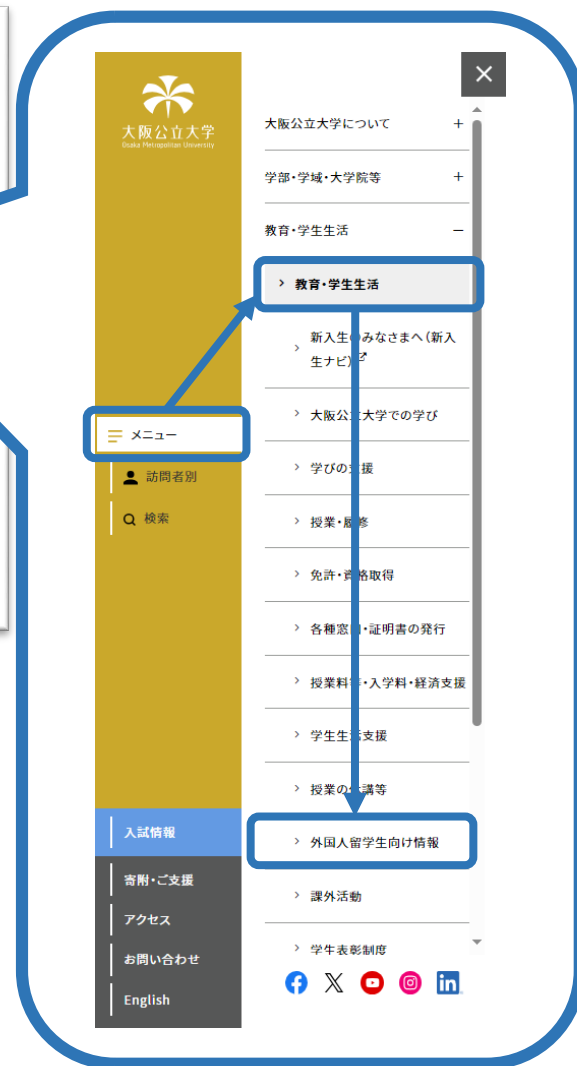 大阪公立大学
Osaka Metropolitan University
メニュー
訪問者別
検索
入試情報
寄附・ご支援
アクセス
お問い合わせ
English
大阪公立大学について
学部・学域・大学院等
教育・学生生活
教育・学生生活
新入生のみなさまへ(新入
生ナビ)
大阪公立大学での学び
学びの支援
授業・履修
免許・資格取得
各種窓口・証明書の発行
授業料等・入学料・経済支援
学生生活支援
授業の休講等
外国人留学生向け情報
課外活動
学生表彰制度